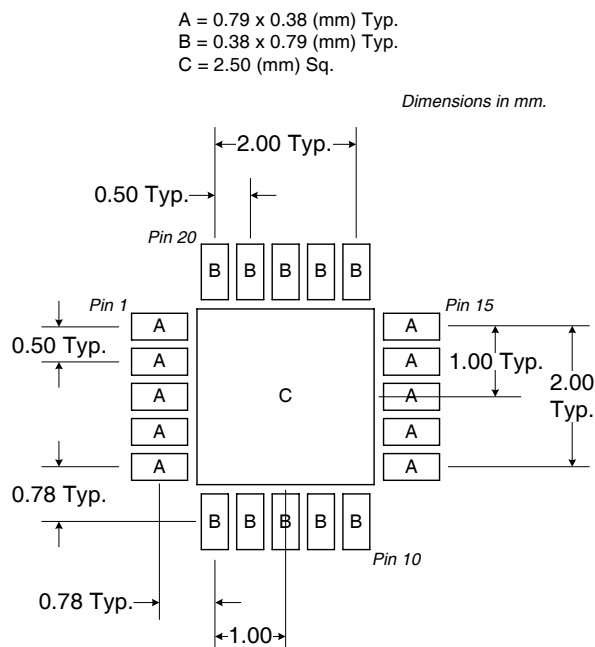 A = 0.79 x 0.38 (mm) Typ.
B = 0.38 x 0.79 (mm) Typ.
C = 2.50 (mm) Sq.
Dimensions in mm.
2.00 Typ.
0.50 Typ.
Pin 20
B B B B B
Pin 1
Pin 15
A A
0.50 Typ.
A A
1.00 Typ.
A C A
2.00
Typ.
A A
A A
0.78 Typ.
B B B B B
Pin 10
0.78 Typ.
1.00